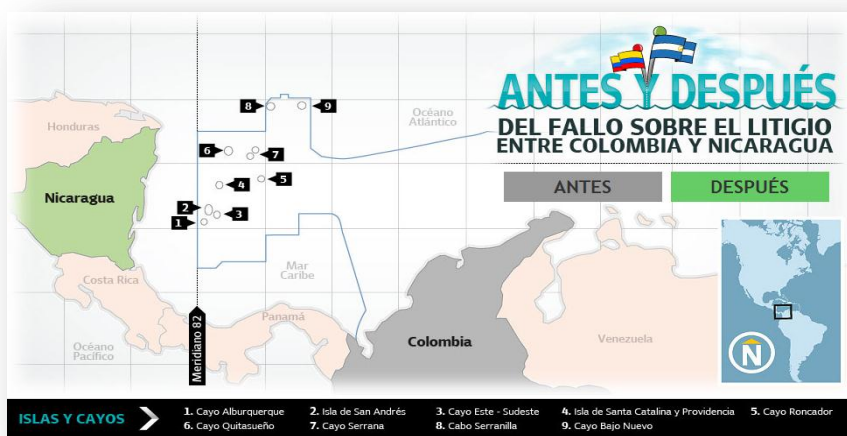 ANTES Y DESPUÉS
DEL FALLO SOBRE EL LITIGIO
ENTRE COLOMBIA Y NICARAGUA
ANTES
DESPUÉS
Honduras
Nicaragua
Costa Rica
Panamá
Colombia
Venezuela
Océano
Atlántico
Mar
Caribe
Océano
Pacífico
Meridiano 82
8
9
6
7
5
4
2
3
1
N
ISLAS Y CAYOS
1. Cayo Alburquerque 2. Isla de San Andrés 3. Cayo Este - Sudeste 4. Isla de Santa Catalina y Providencia 5. Cayo Roncador
6. Cayo Quitasueño 7. Cayo Serrana 8. Cabo Serranilla 9. Cayo Bajo Nuevo